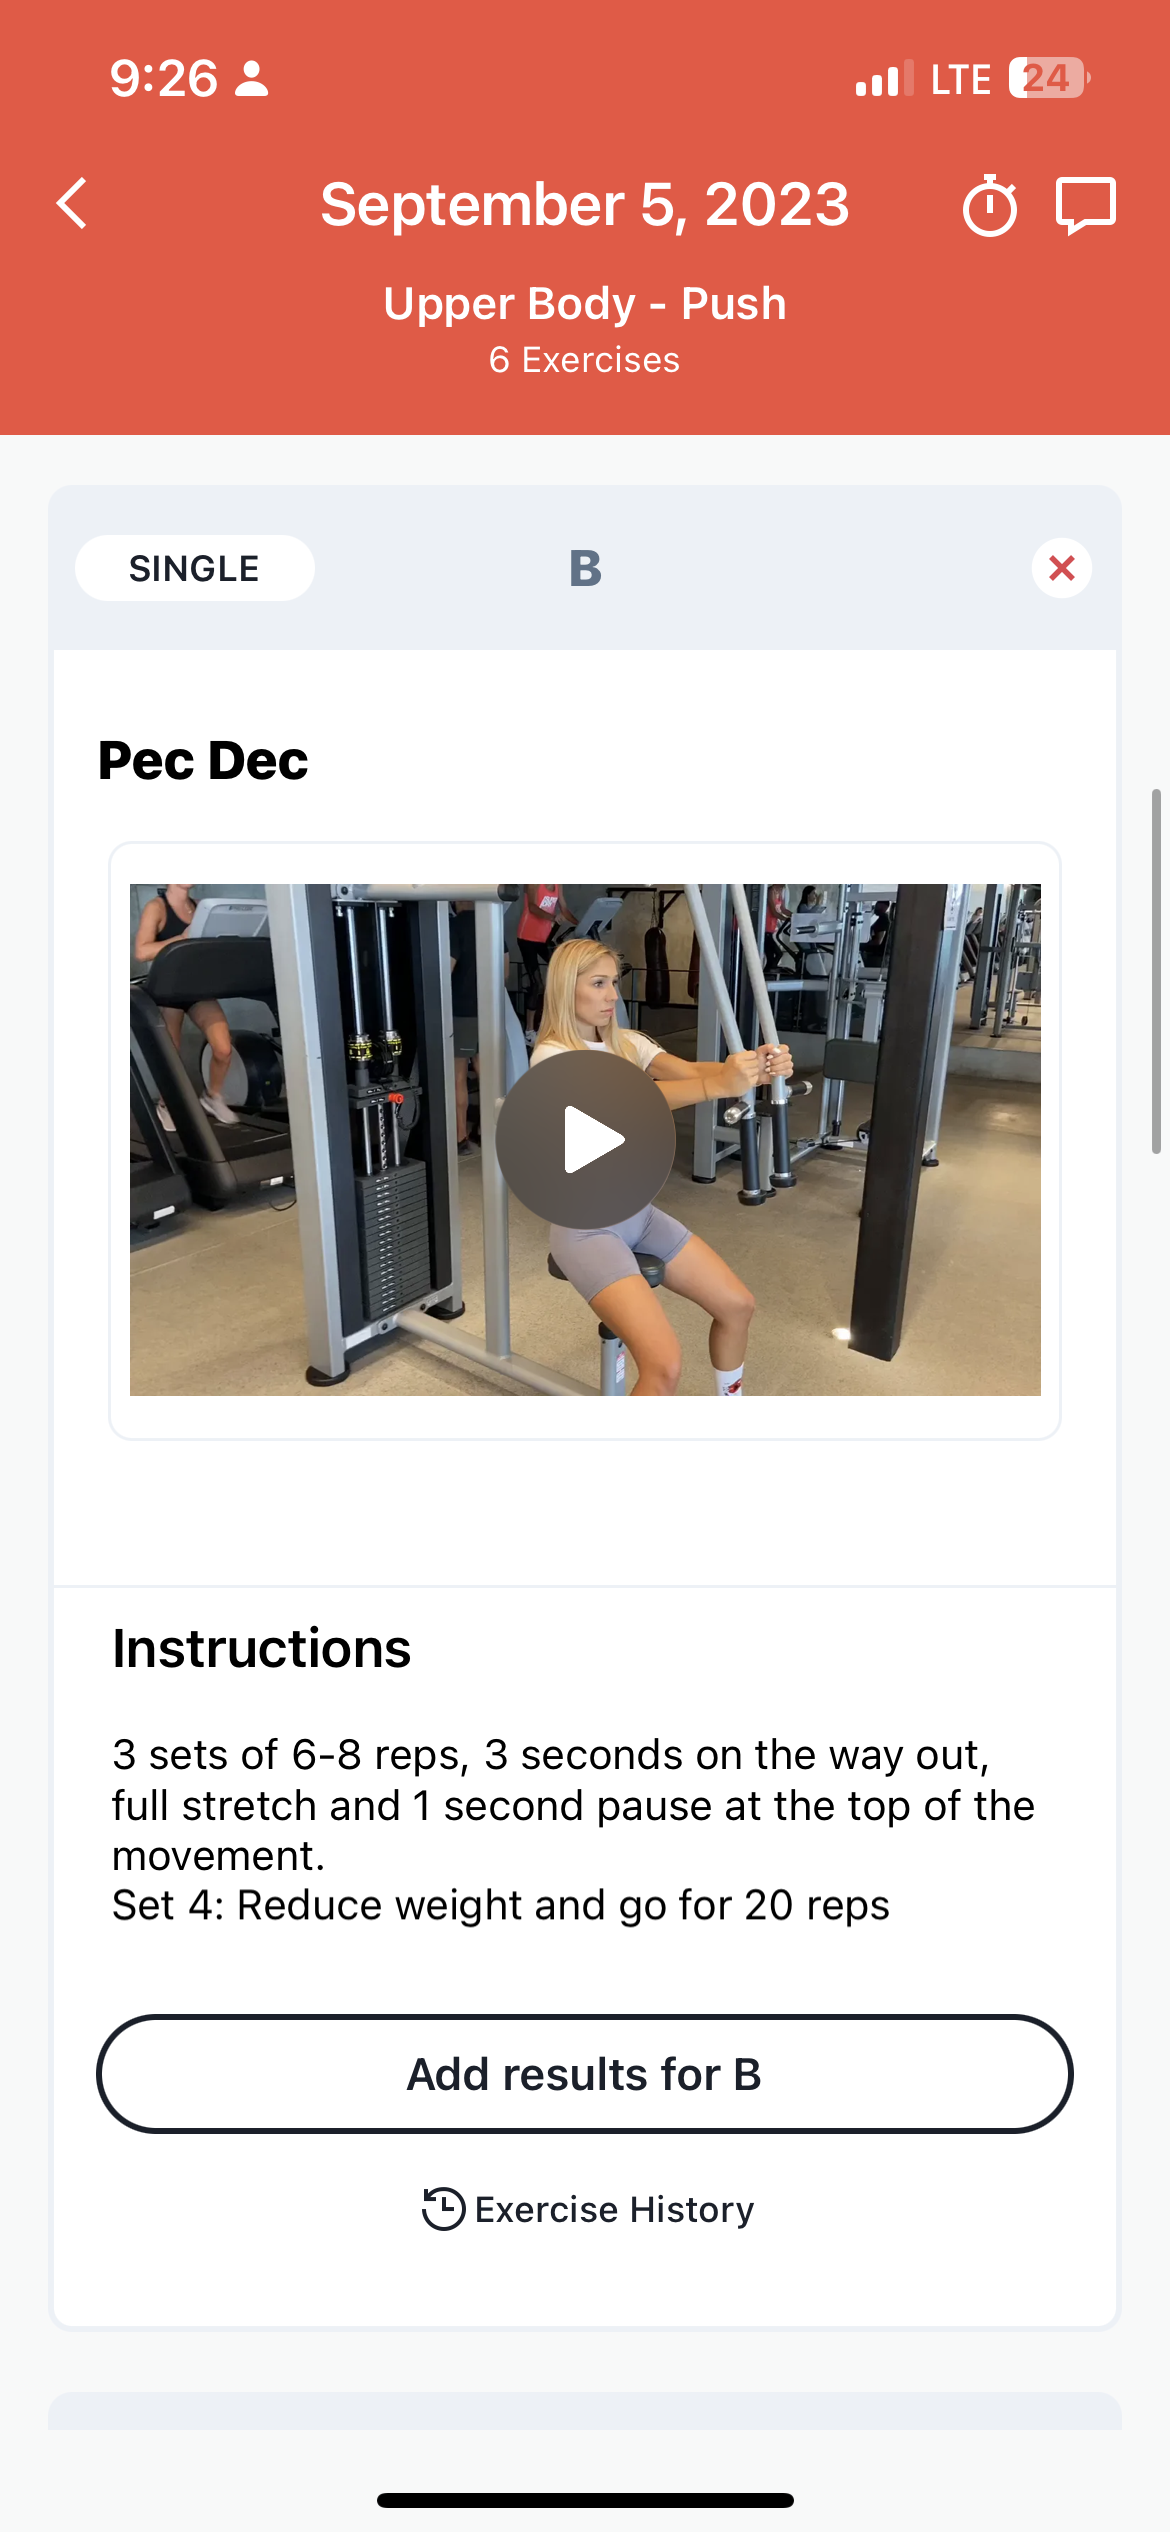 9:26
LTE
24
September 5, 2023
Upper Body - Push
6 Exercises
SINGLE
B
Pec Dec
Instructions
3 sets of 6-8 reps, 3 seconds on the way out,
full stretch and 1 second pause at the top of the
movement.
Set 4: Reduce weight and go for 20 reps
Add results for B
Exercise History